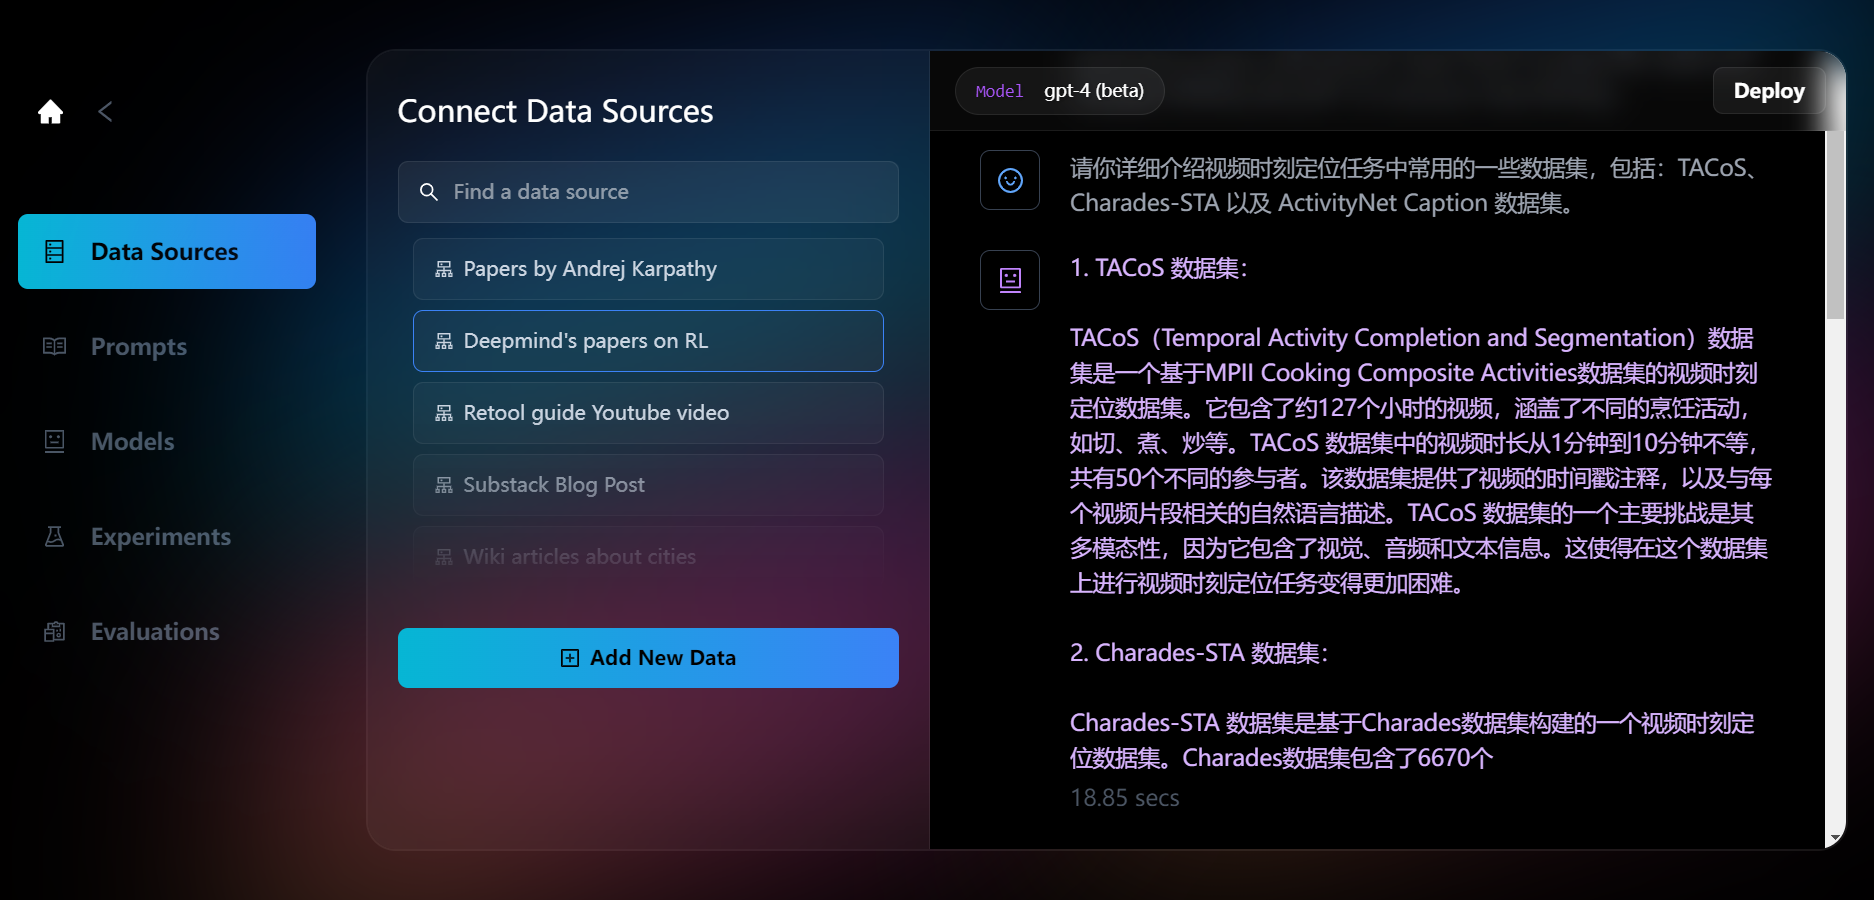 Data Sources
Prompts
Models
Experiments
Evaluations
Connect Data Sources
Find a data source
Papers by Andrej Karpathy
Deepmind's papers on RL
Retool guide Youtube video
Substack Blog Post
Wiki articles about cities
Add New Data
Model gpt-4 (beta)
Deploy
请你详细介绍视频时刻定位任务中常用的一些数据集，包括：TACoS、
Charades-STA 以及 ActivityNet Caption 数据集。
1. TACoS 数据集：
TACoS（Temporal Activity Completion and Segmentation）数据
集是一个基于MPII Cooking Composite Activities数据集的视频时刻
定位数据集。它包含了约127个小时的视频，涵盖了不同的烹饪活动，
如切、煮、炒等。TACoS 数据集中的视频时长从1分钟到10分钟不等，
共有50个不同的参与者。该数据集提供了视频的时间戳注释，以及与每
个视频片段相关的自然语言描述。TACoS 数据集的一个主要挑战是其
多模态性，因为它包含了视觉、音频和文本信息。这使得在这个数据集
上进行视频时刻定位任务变得更加困难。
2. Charades-STA 数据集：
Charades-STA 数据集是基于Charades数据集构建的一个视频时刻定
位数据集。Charades数据集包含了6670个
18.85 secs